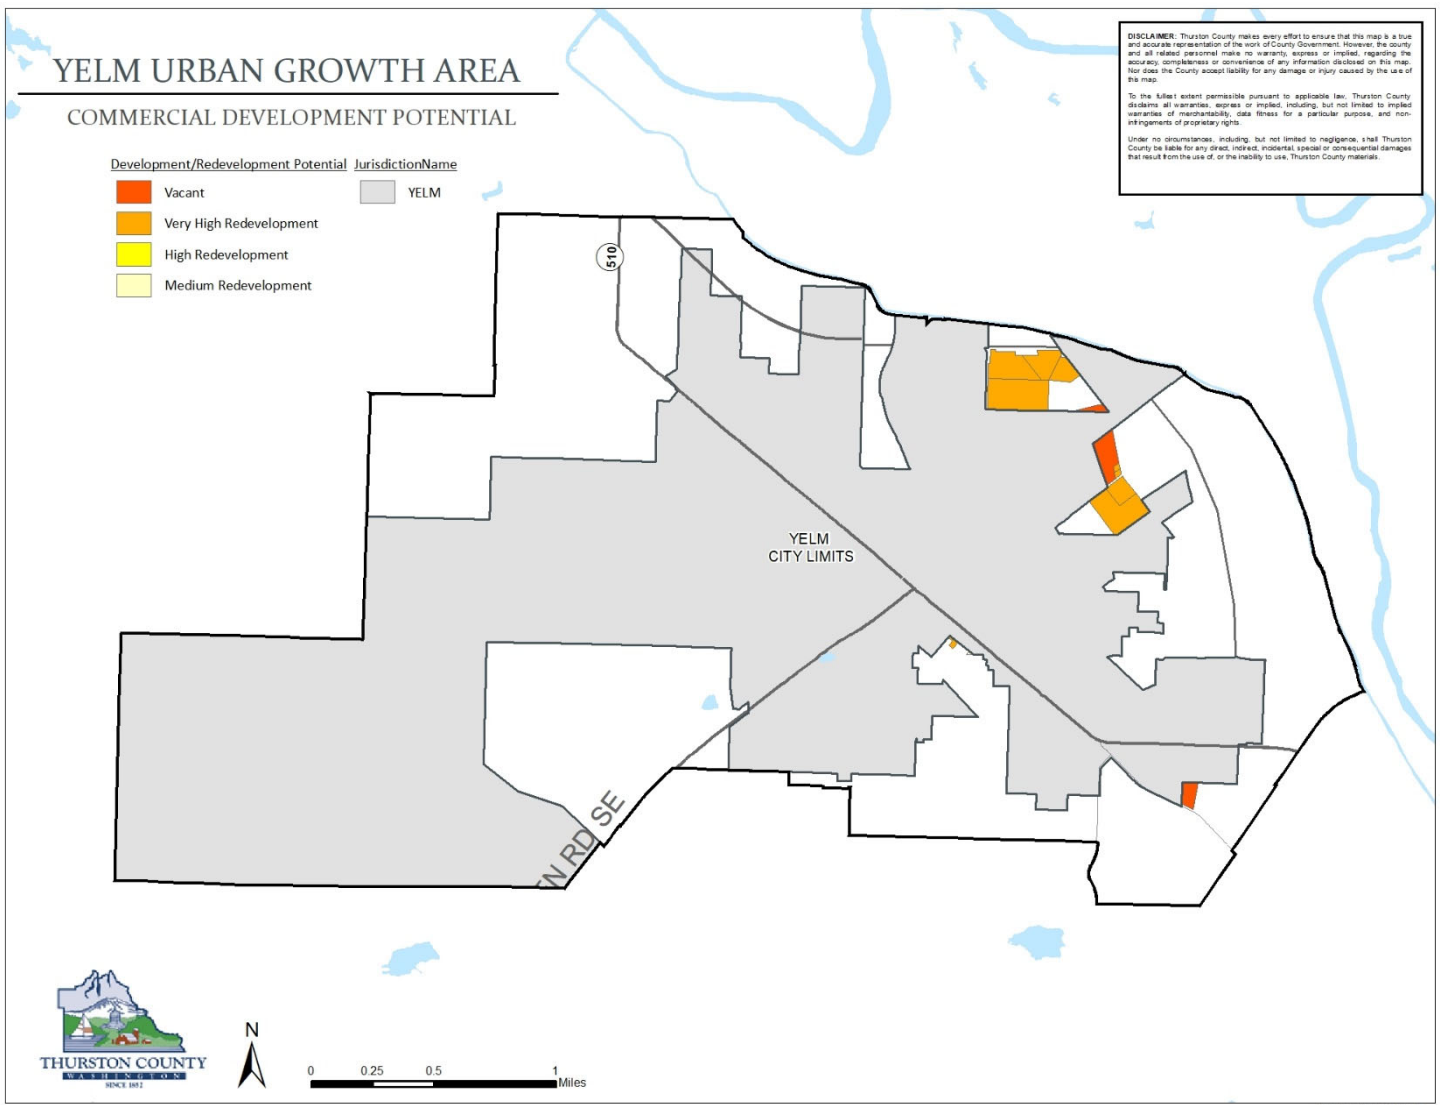 YELM URBAN GROWTH AREA
COMMERCIAL DEVELOPMENT POTENTIAL
Development/Redevelopment Potential JurisdictionName
Vacant YELM
Very High Redevelopment
High Redevelopment
Medium Redevelopment
DISCLAIMER: Thurston County makes every effort to ensure that this map is a true
and accurate representation of the work of County Government. However, the county
and all related personnel make no warranty, express or implied, regarding the
accuracy, completeness or convenience of any information disclosed on this map.
Nor does the County accept liability for any damage or injury caused by the use of
this map.
To the fullest extent permissible pursuant to applicable law, Thurston County
disclaims all warranties, express or implied, including, but not limited to implied
warranties of merchantability, data fitness for a particular purpose, and non-
infringements of proprietary rights.
Under no circumstances, including, but not limited to negligence, shall Thurston
County be liable for any direct, indirect, incidental, special or consequential damages
that result from the use of, or the inability to use, Thurston County materials.
510
YELM
CITY LIMITS
EN RD SE
THURSTON COUNTY
WASHINGTON
SINCE 1852
N
0 0.25 0.5 1
Miles